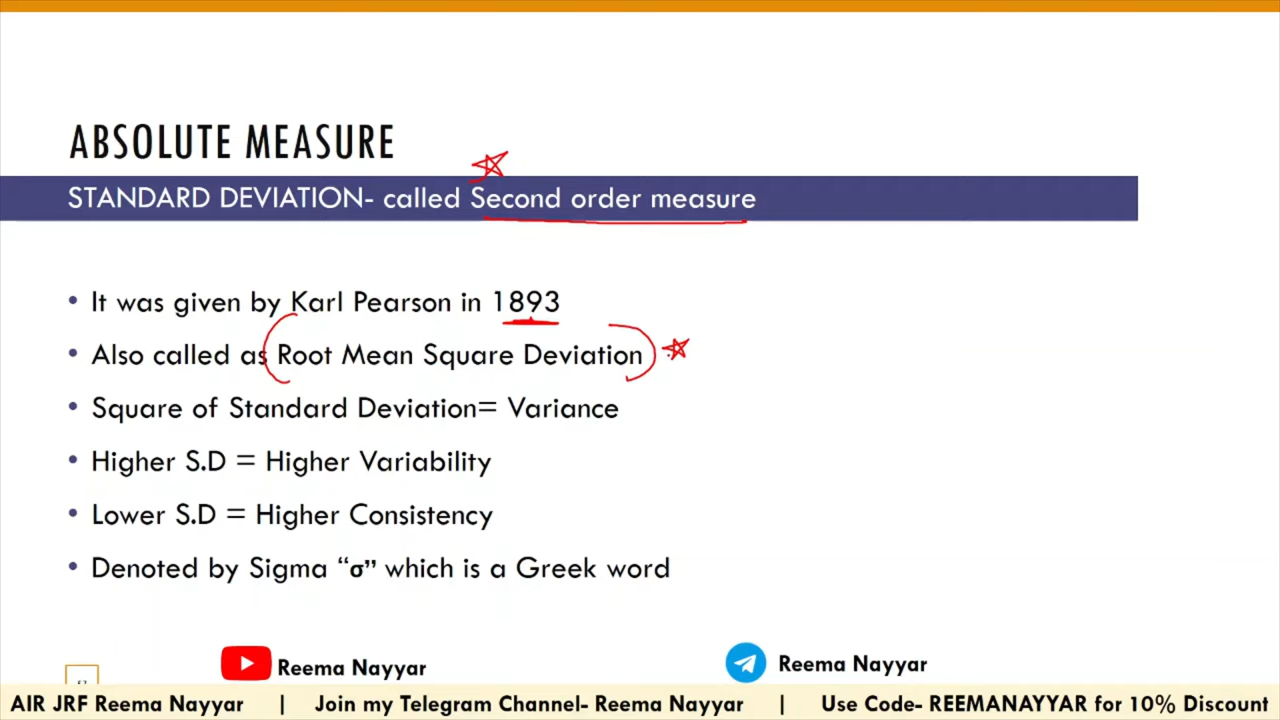 ABSOLUTE MEASURE
STANDARD DEVIATION- called Second order measure
• It was given by Karl Pearson in 1893
• Also called as Root Mean Square Deviation
• Square of Standard Deviation= Variance
• Higher S.D = Higher Variability
• Lower S.D = Higher Consistency
• Denoted by Sigma “σ” which is a Greek word
Reema Nayyar
Reema Nayyar
AIR JRF Reema Nayyar | Join my Telegram Channel- Reema Nayyar | Use Code- REEMANAYYAR for 10% Discount